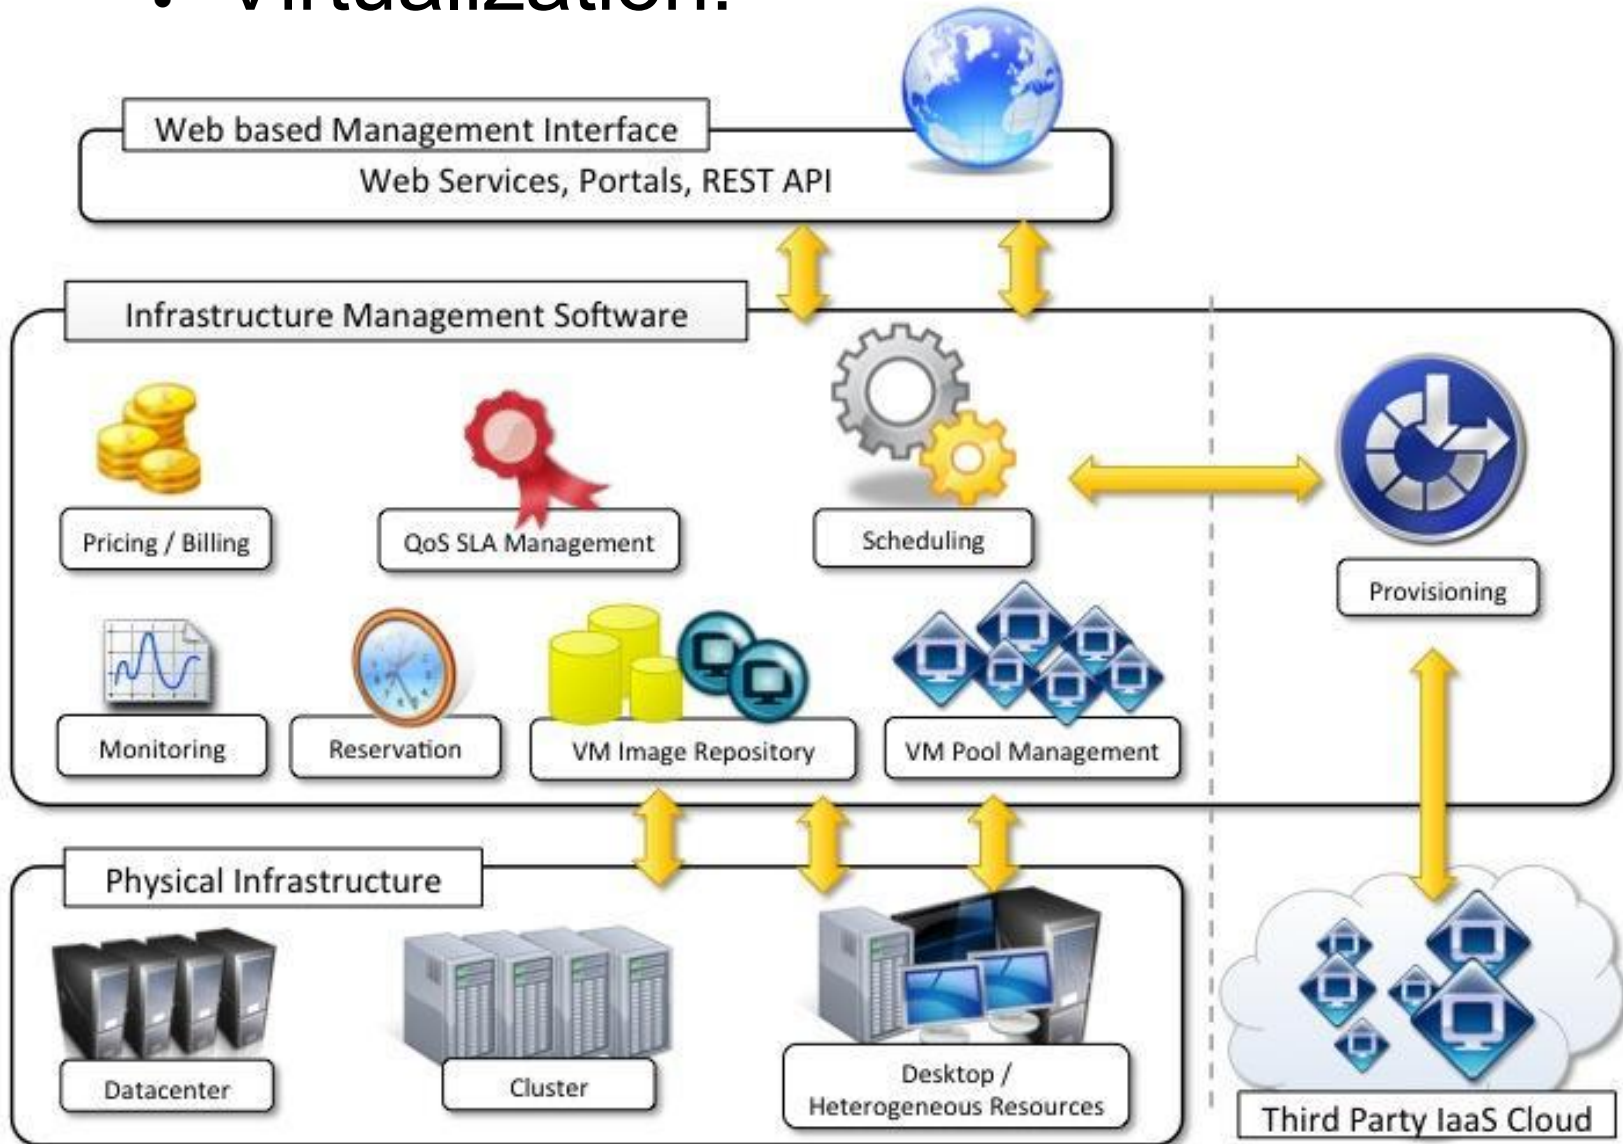 • Virtualization.
Web based Management Interface
Web Services, Portals, REST API
Infrastructure Management Software
Pricing / Billing
QoS SLA Management
Scheduling
Provisioning
Monitoring
Reservation
VM Image Repository
VM Pool Management
Physical Infrastructure
Datacenter
Cluster
Desktop /
Heterogeneous Resources
Third Party IaaS Cloud